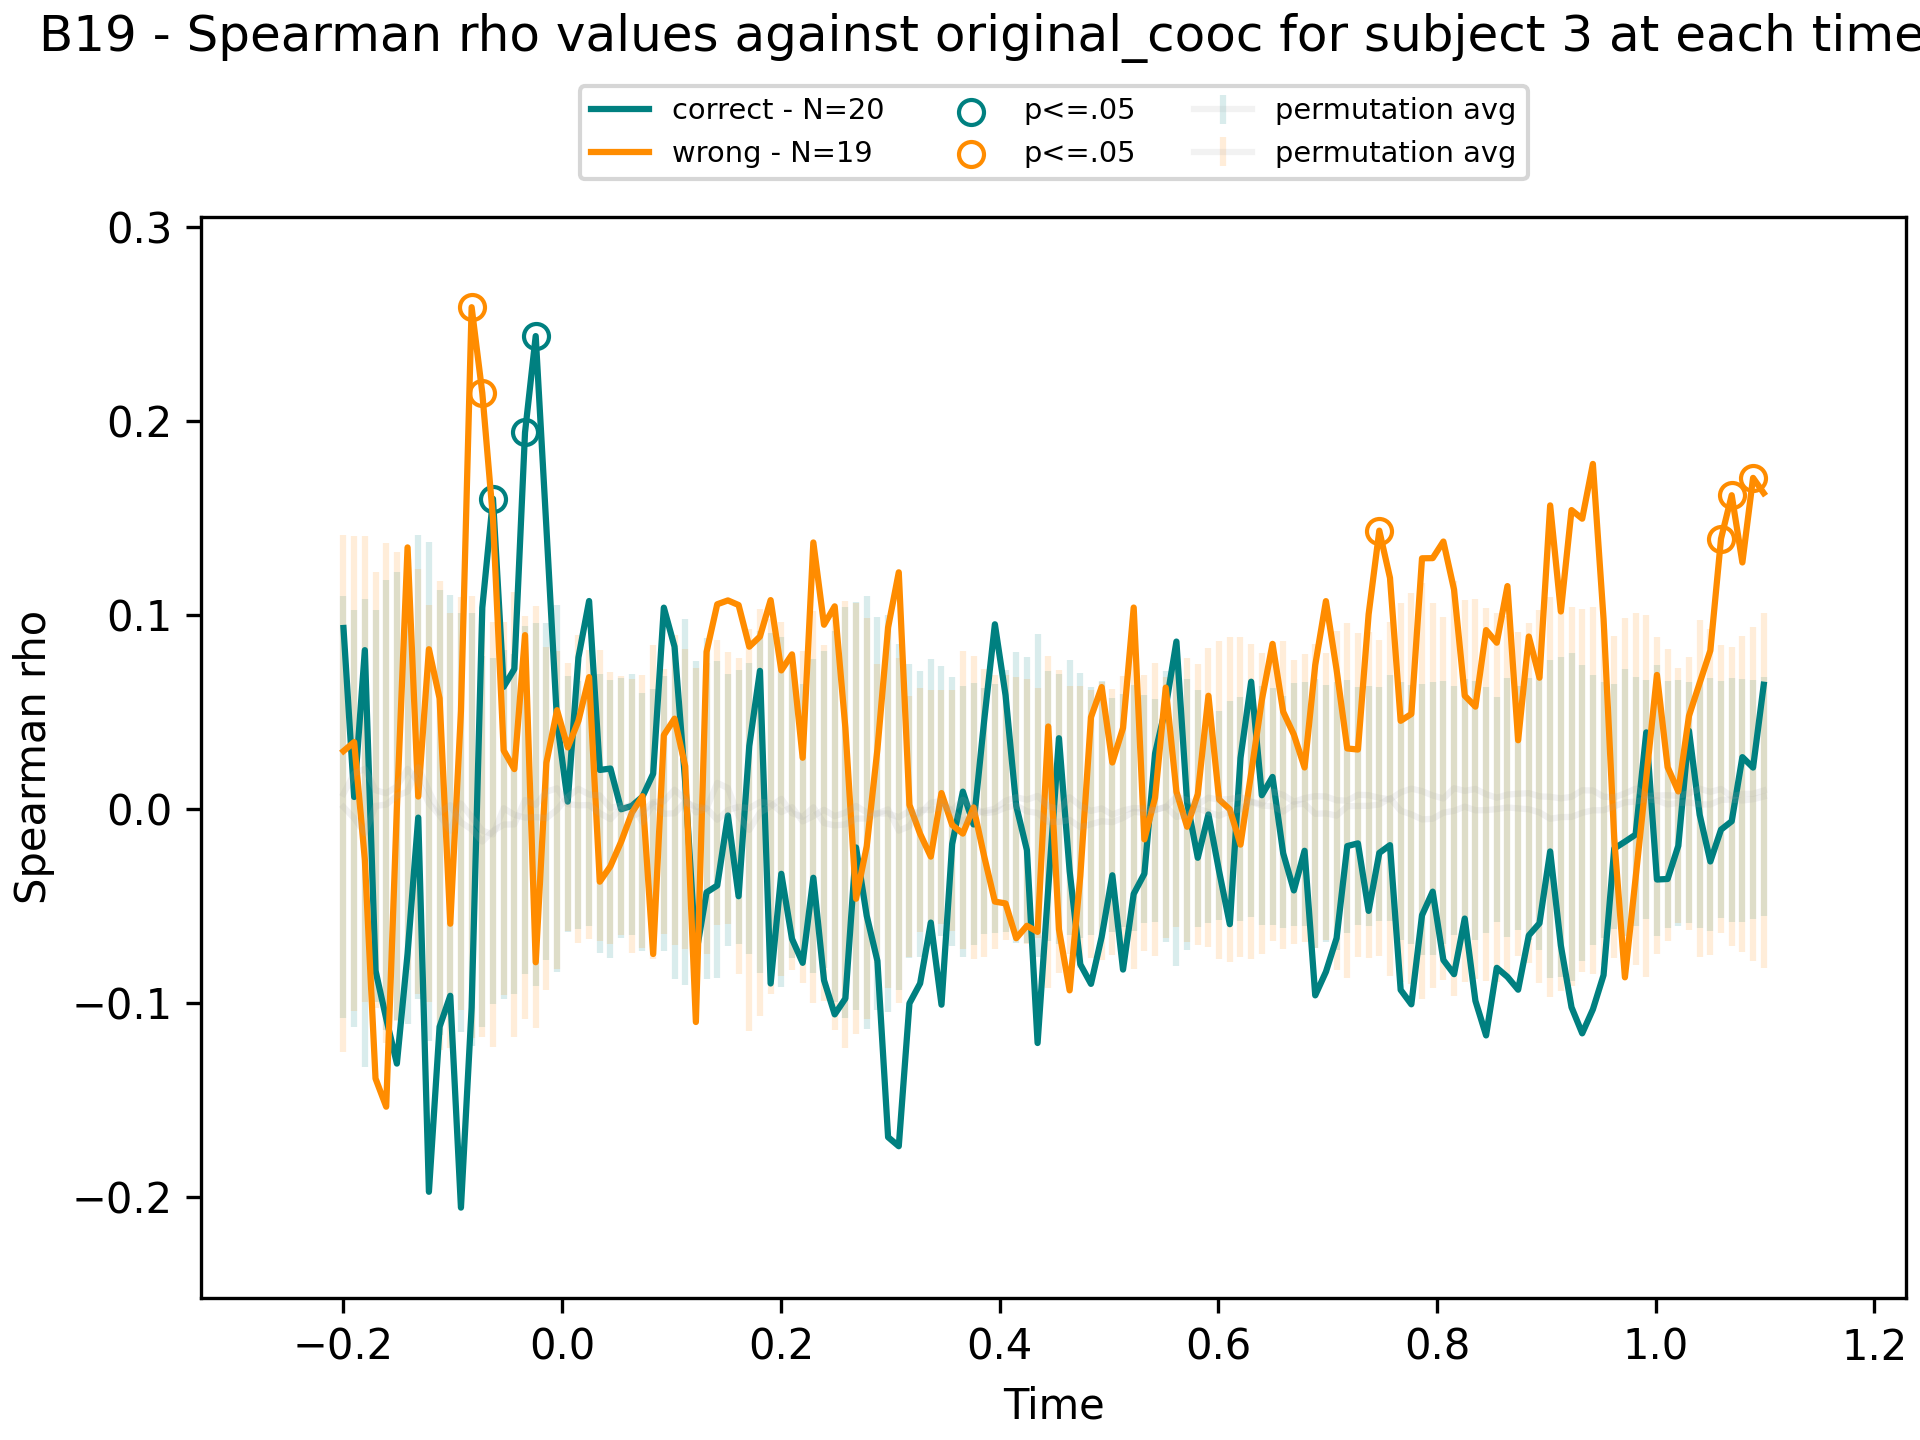 B19 - Spearman rho values against original_cooc for subject 3 at each time
correct - N=20
wrong - N=19
p<=.05
p<=.05
permutation avg
permutation avg
0.3
0.2
0.1
0.0
−0.1
−0.2
Spearman rho
−0.2 0.0 0.2 0.4 0.6 0.8 1.0 1.2
Time